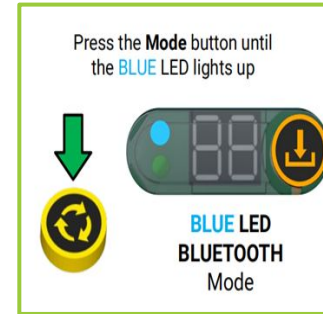 Press the Mode button until
the BLUE LED lights up
BLUE LED
BLUETOOTH
Mode